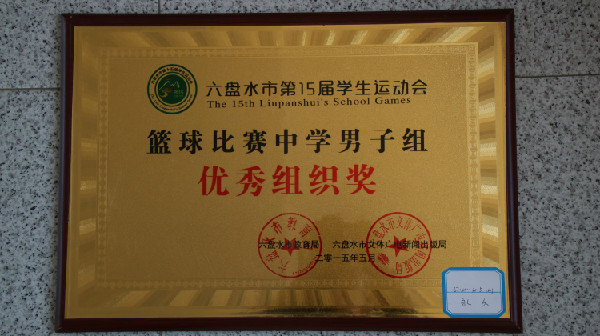 六盘水市第15届学生运动会
The 15th Liupanshui's School Games
篮球比赛中学男子组
优秀组织奖
六盘水市教育局 六盘水市文体广电新闻出版局
二零一五年五月